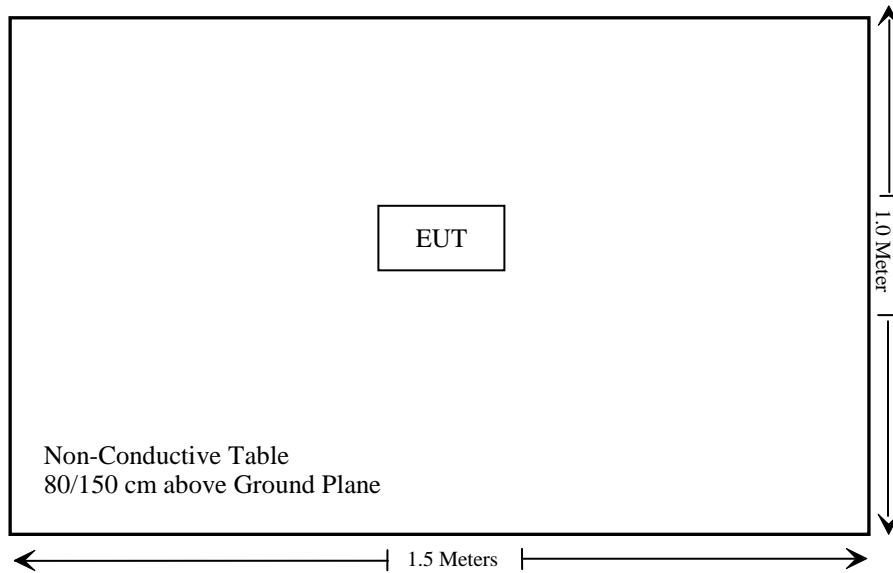 EUT
1.0 Meter
Non-Conductive Table
80/150 cm above Ground Plane
1.5 Meters